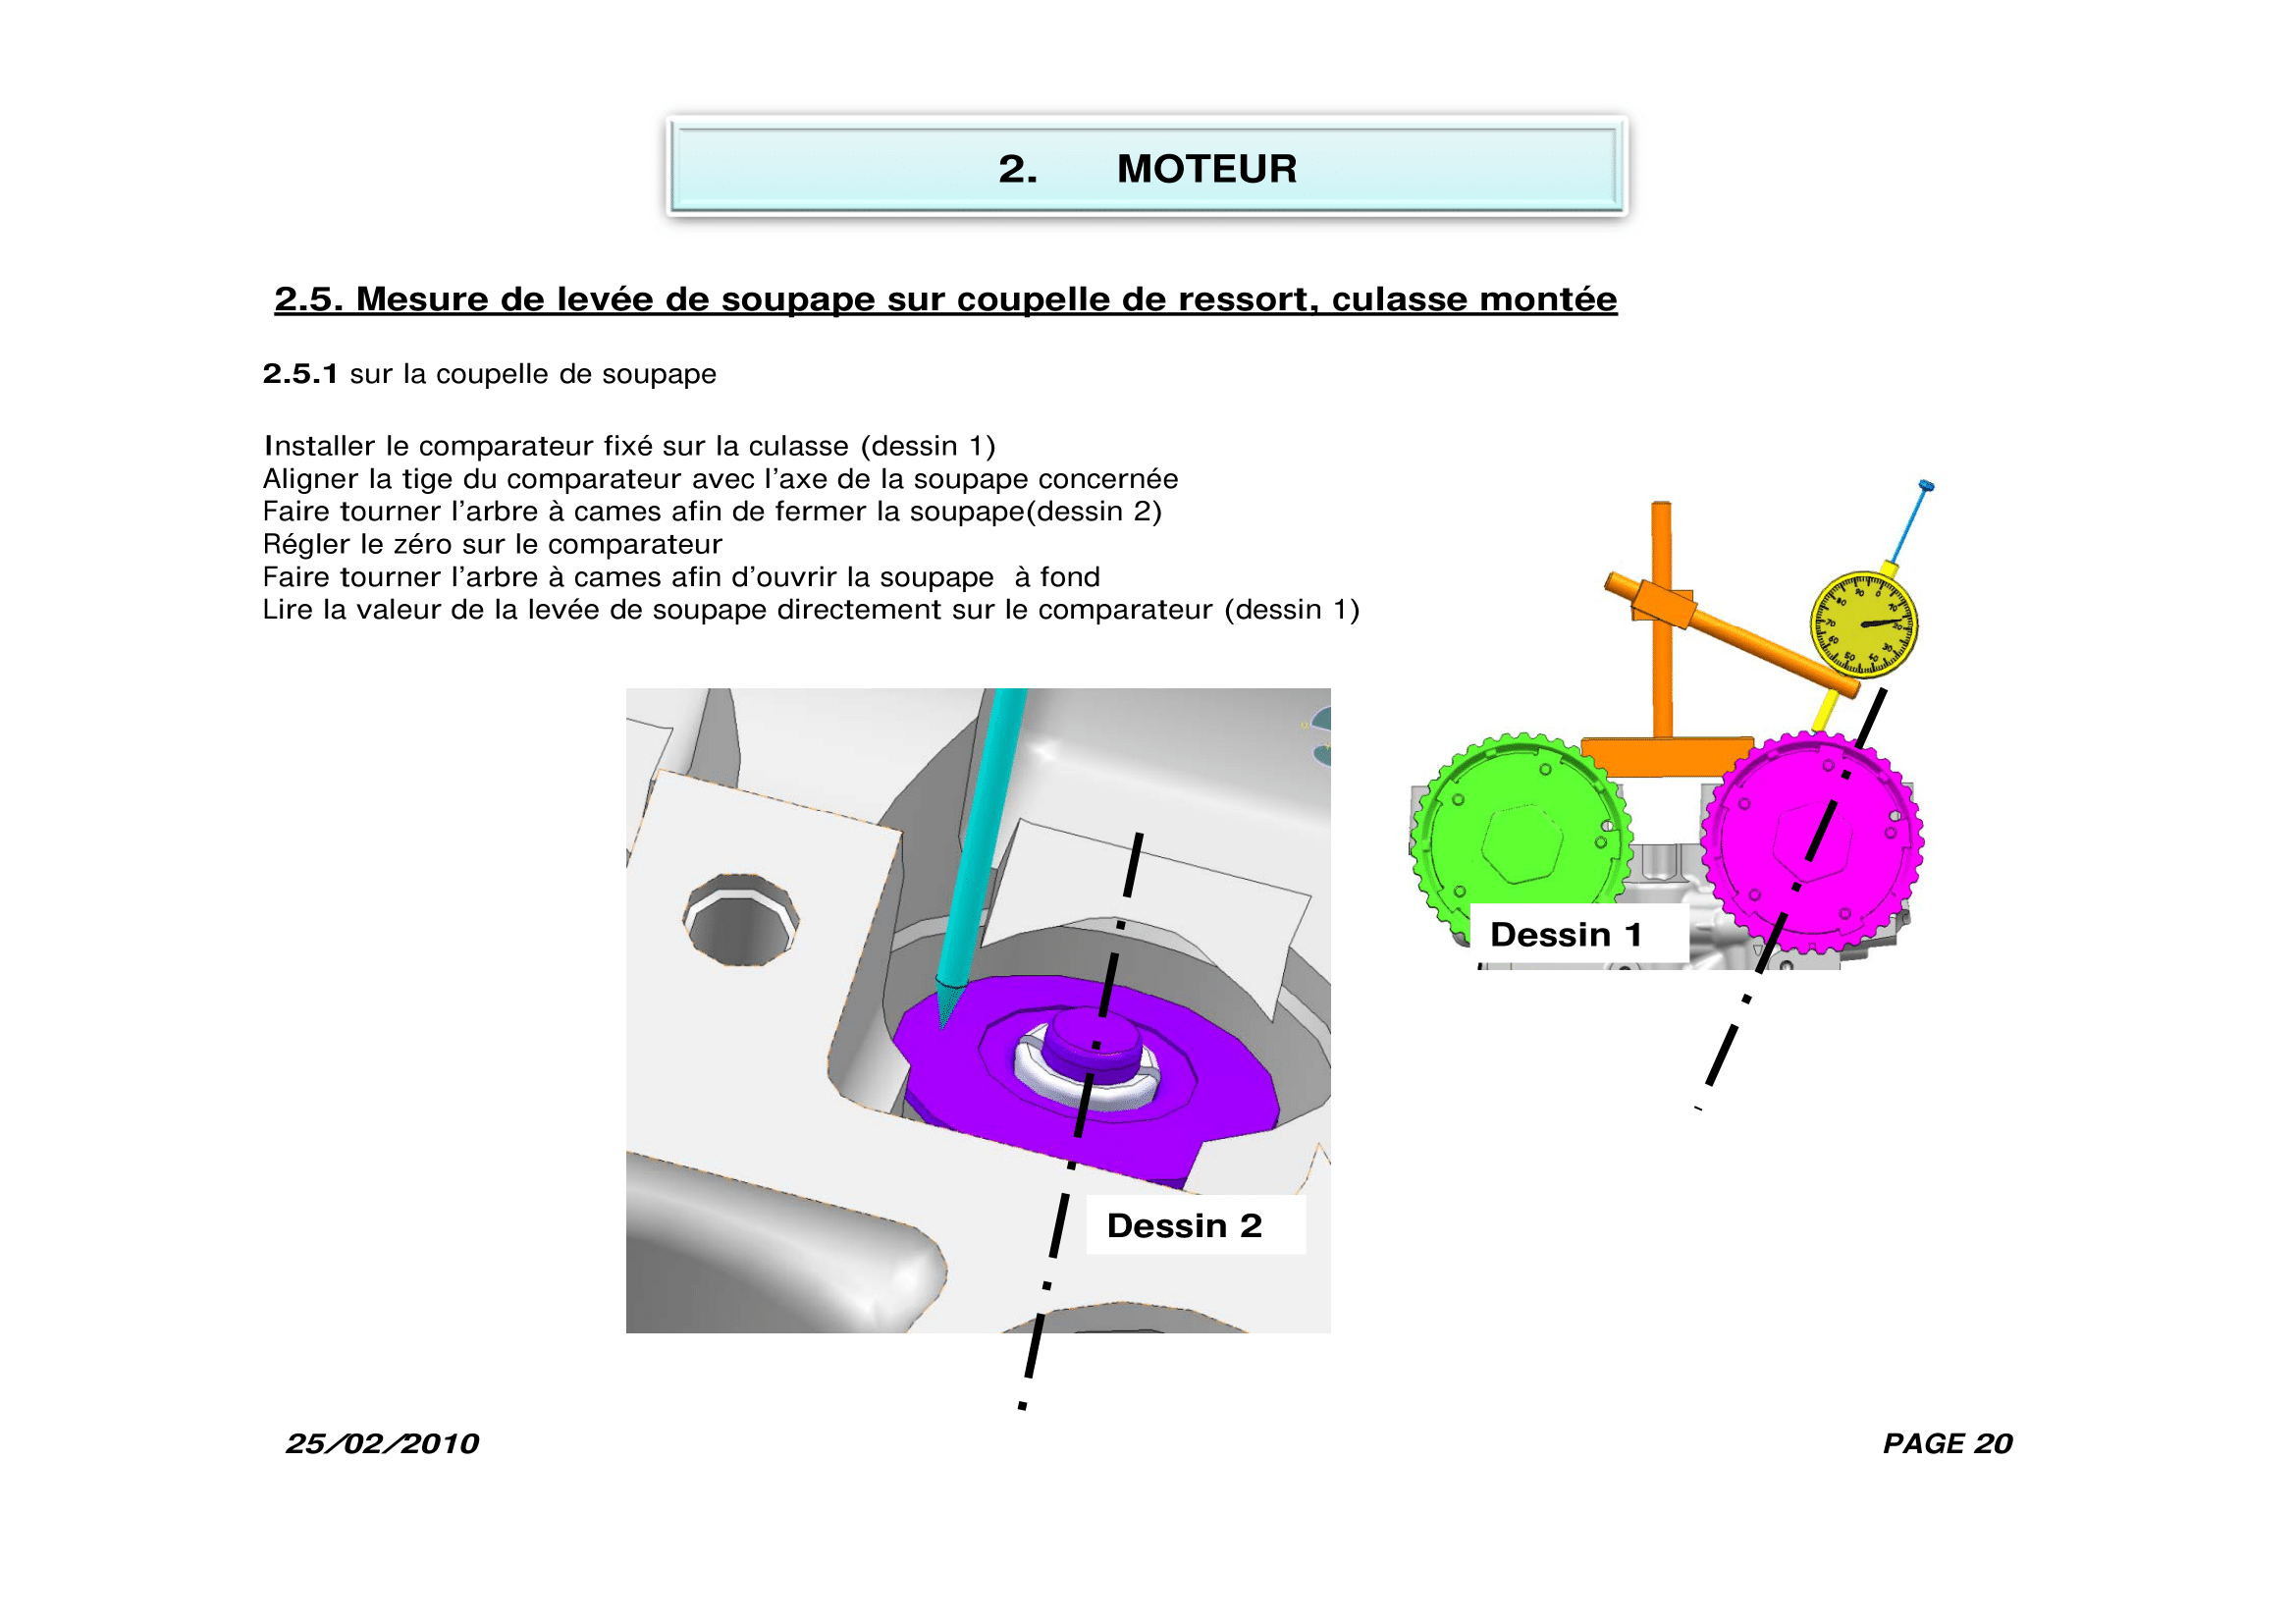 2. MOTEUR
2.5. Mesure de levée de soupape sur coupelle de ressort, culasse montée
2.5.1 sur la coupelle de soupape
Installer le comparateur fixé sur la culasse (dessin 1)
Aligner la tige du comparateur avec l'axe de la soupape concernée
Faire tourner l'arbre à cames afin de fermer la soupape(dessin 2)
Régler le zéro sur le comparateur
Faire tourner l'arbre à cames afin d'ouvrir la soupape  à fond
Lire la valeur de la levée de soupape directement sur le comparateur (dessin 1)
Dessin 1
Dessin 2
25/02/2010
PAGE 20